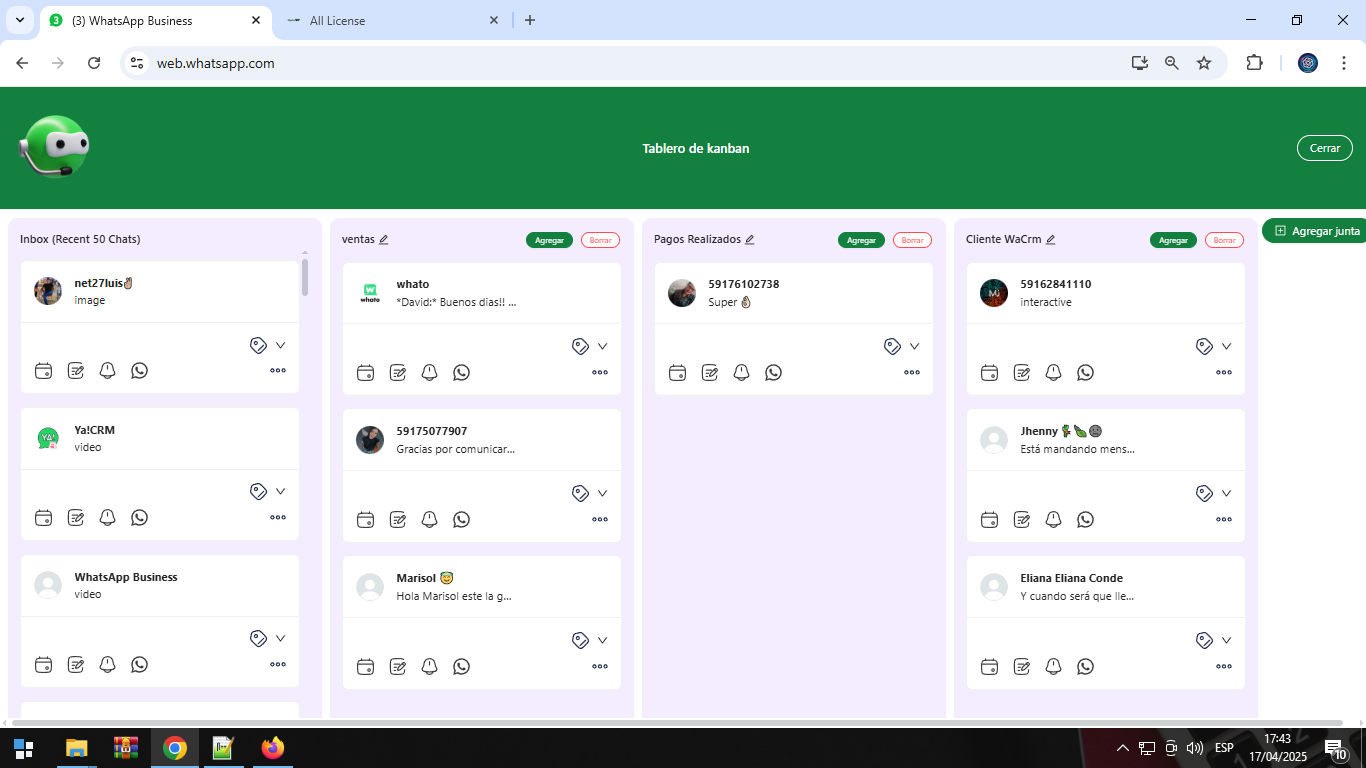 (3) WhatsApp Business
All License
web.whatsapp.com
Tablero de kanban
Cerrar
Inbox (Recent 50 Chats)
net27luis✌🏼
image
Ya!CRM
video
WhatsApp Business
video
ventas
Agregar
Borrar
whato
*David:* Buenos dias!! ...
59175077907
Gracias por comunicar...
Marisol 😇
Hola Marisol este la g...
Pagos Realizados
Agregar
Borrar
59176102738
Super 👌🏼
Cliente WaCrm
Agregar
Borrar
59162841110
interactive
Jhenny
Está mandando mens...
Eliana Eliana Conde
Y cuando será que lle...
Agregar junta
ESP
17:43
17/04/2025
10